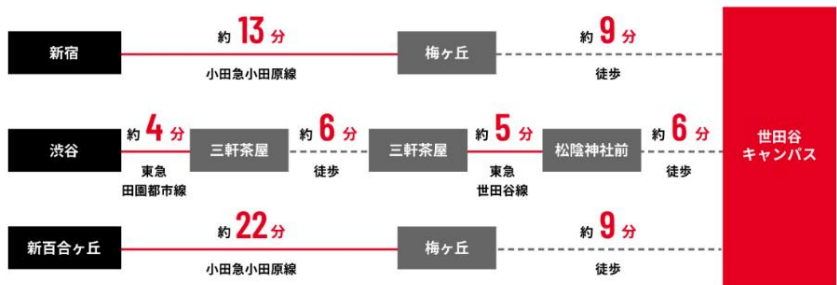 新宿
約13分
小田急小田原線
梅ヶ丘
約9分
徒歩
渋谷
約4分
東急
田園都市線
三軒茶屋
約6分
徒歩
三軒茶屋
約5分
東急
世田谷線
松陰神社前
約6分
徒歩
新百合ヶ丘
約22分
小田急小田原線
梅ヶ丘
約9分
徒歩
世田谷
キャンパス